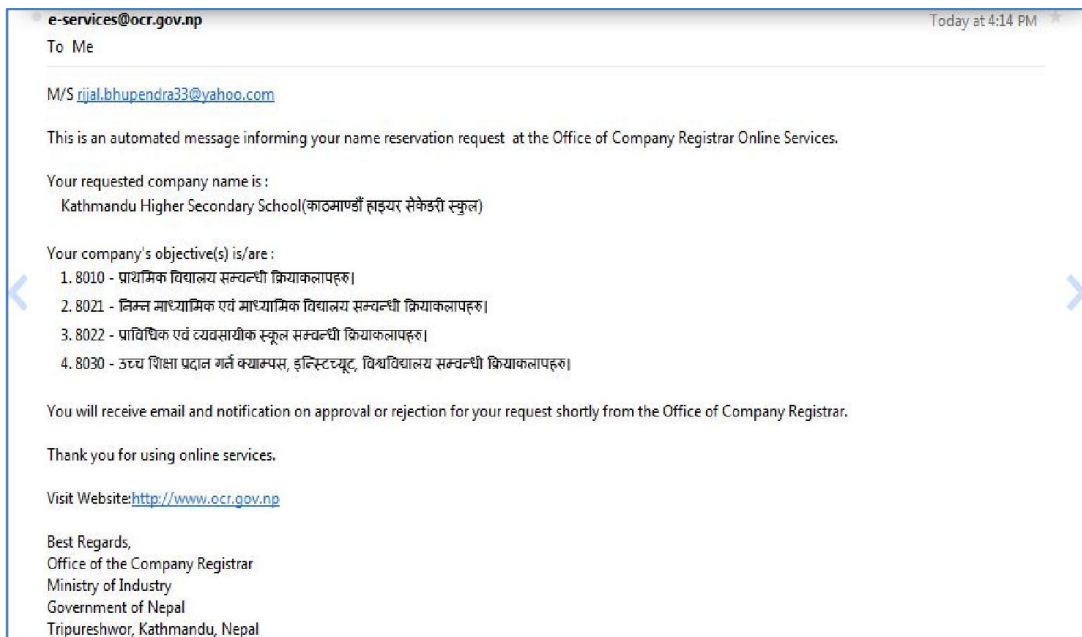 e-services@ocr.gov.np
Today at 4:14 PM
To Me
M/S rijal.bhupendra33@yahoo.com
This is an automated message informing your name reservation request at the Office of Company Registrar Online Services.
Your requested company name is :
Kathmandu Higher Secondary School(काठमाण्डौं हाइयर सेकेडरी स्कुल)
Your company's objective(s) is/are :
1. 8010 - प्राथमिक विद्यालय सम्वन्धी क्रियाकलापहरु।
2. 8021 - निम्न माध्यामिक एवं माध्यामिक विद्यालय सम्वन्धी क्रियाकलापहरु।
3. 8022 - प्राविधिक एवं व्यवसायीक स्कूल सम्वन्धी क्रियाकलापहरु।
4. 8030 - उच्च शिक्षा प्रदान गर्ने क्याम्पस, इन्स्टिच्यूट, विश्वविद्यालय सम्वन्धी क्रियाकलापहरु।
You will receive email and notification on approval or rejection for your request shortly from the Office of Company Registrar.
Thank you for using online services.
Visit Website:http://www.ocr.gov.np
Best Regards,
Office of the Company Registrar
Ministry of Industry
Government of Nepal
Tripureshwor, Kathmandu, Nepal